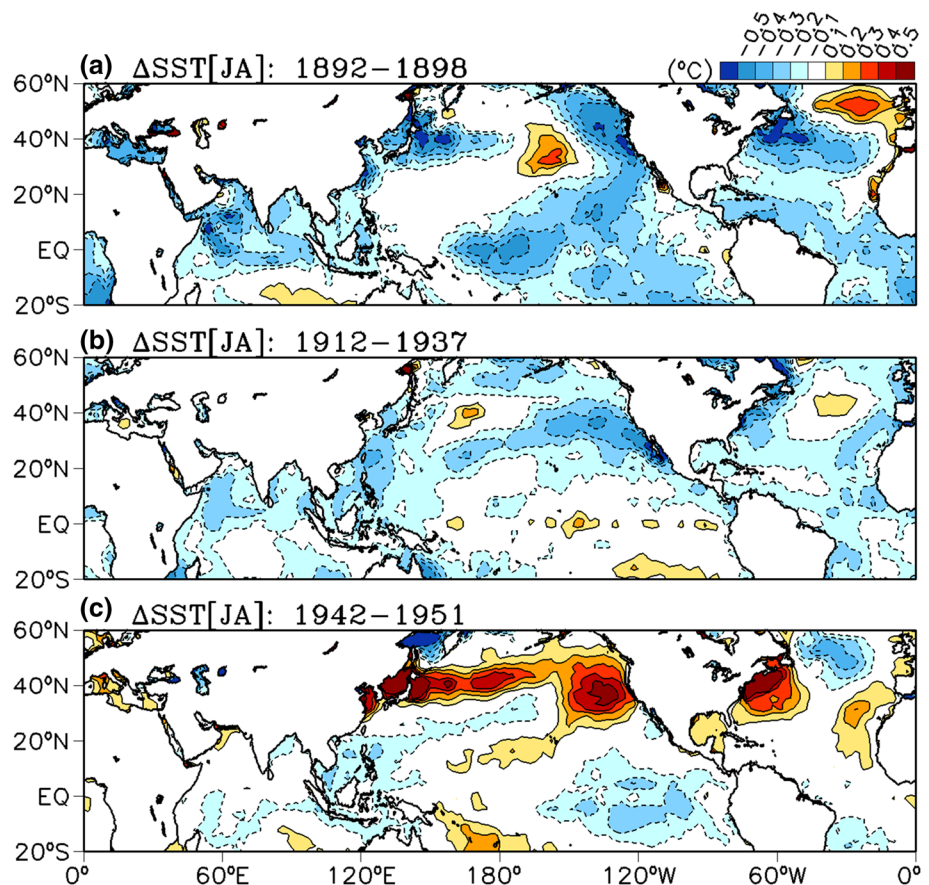 (°C) -0.5 -0.4 -0.3 -0.2 -0.1 0.1 0.2 0.3 0.4 0.5
(a) ΔSST[JA]: 1892-1898
60°N
40°N
20°N
EQ
20°S
(b) ΔSST[JA]: 1912-1937
60°N
40°N
20°N
EQ
20°S
(c) ΔSST[JA]: 1942-1951
60°N
40°N
20°N
EQ
20°S
0° 60°E 120°E 180° 120°W 60°W 0°